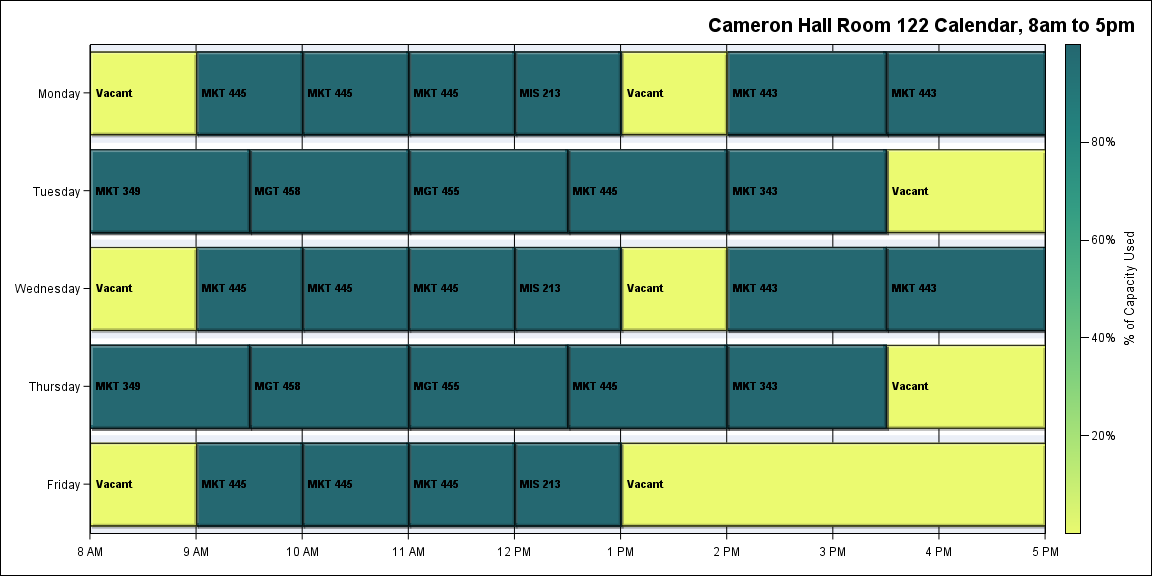 Cameron Hall Room 122 Calendar, 8am to 5pm
Monday Vacant MKT 445 MKT 445 MKT 445 MIS 213 Vacant MKT 443 MKT 443
80%
Tuesday MKT 349 MGT 458 MGT 455 MKT 445 MKT 343 Vacant
60%
% of Capacity Used
Wednesday Vacant MKT 445 MKT 445 MKT 445 MIS 213 Vacant MKT 443 MKT 443
40%
Thursday MKT 349 MGT 458 MGT 455 MKT 445 MKT 343 Vacant
20%
Friday Vacant MKT 445 MKT 445 MKT 445 MIS 213 Vacant
8 AM 9 AM 10 AM 11 AM 12 PM 1 PM 2 PM 3 PM 4 PM 5 PM